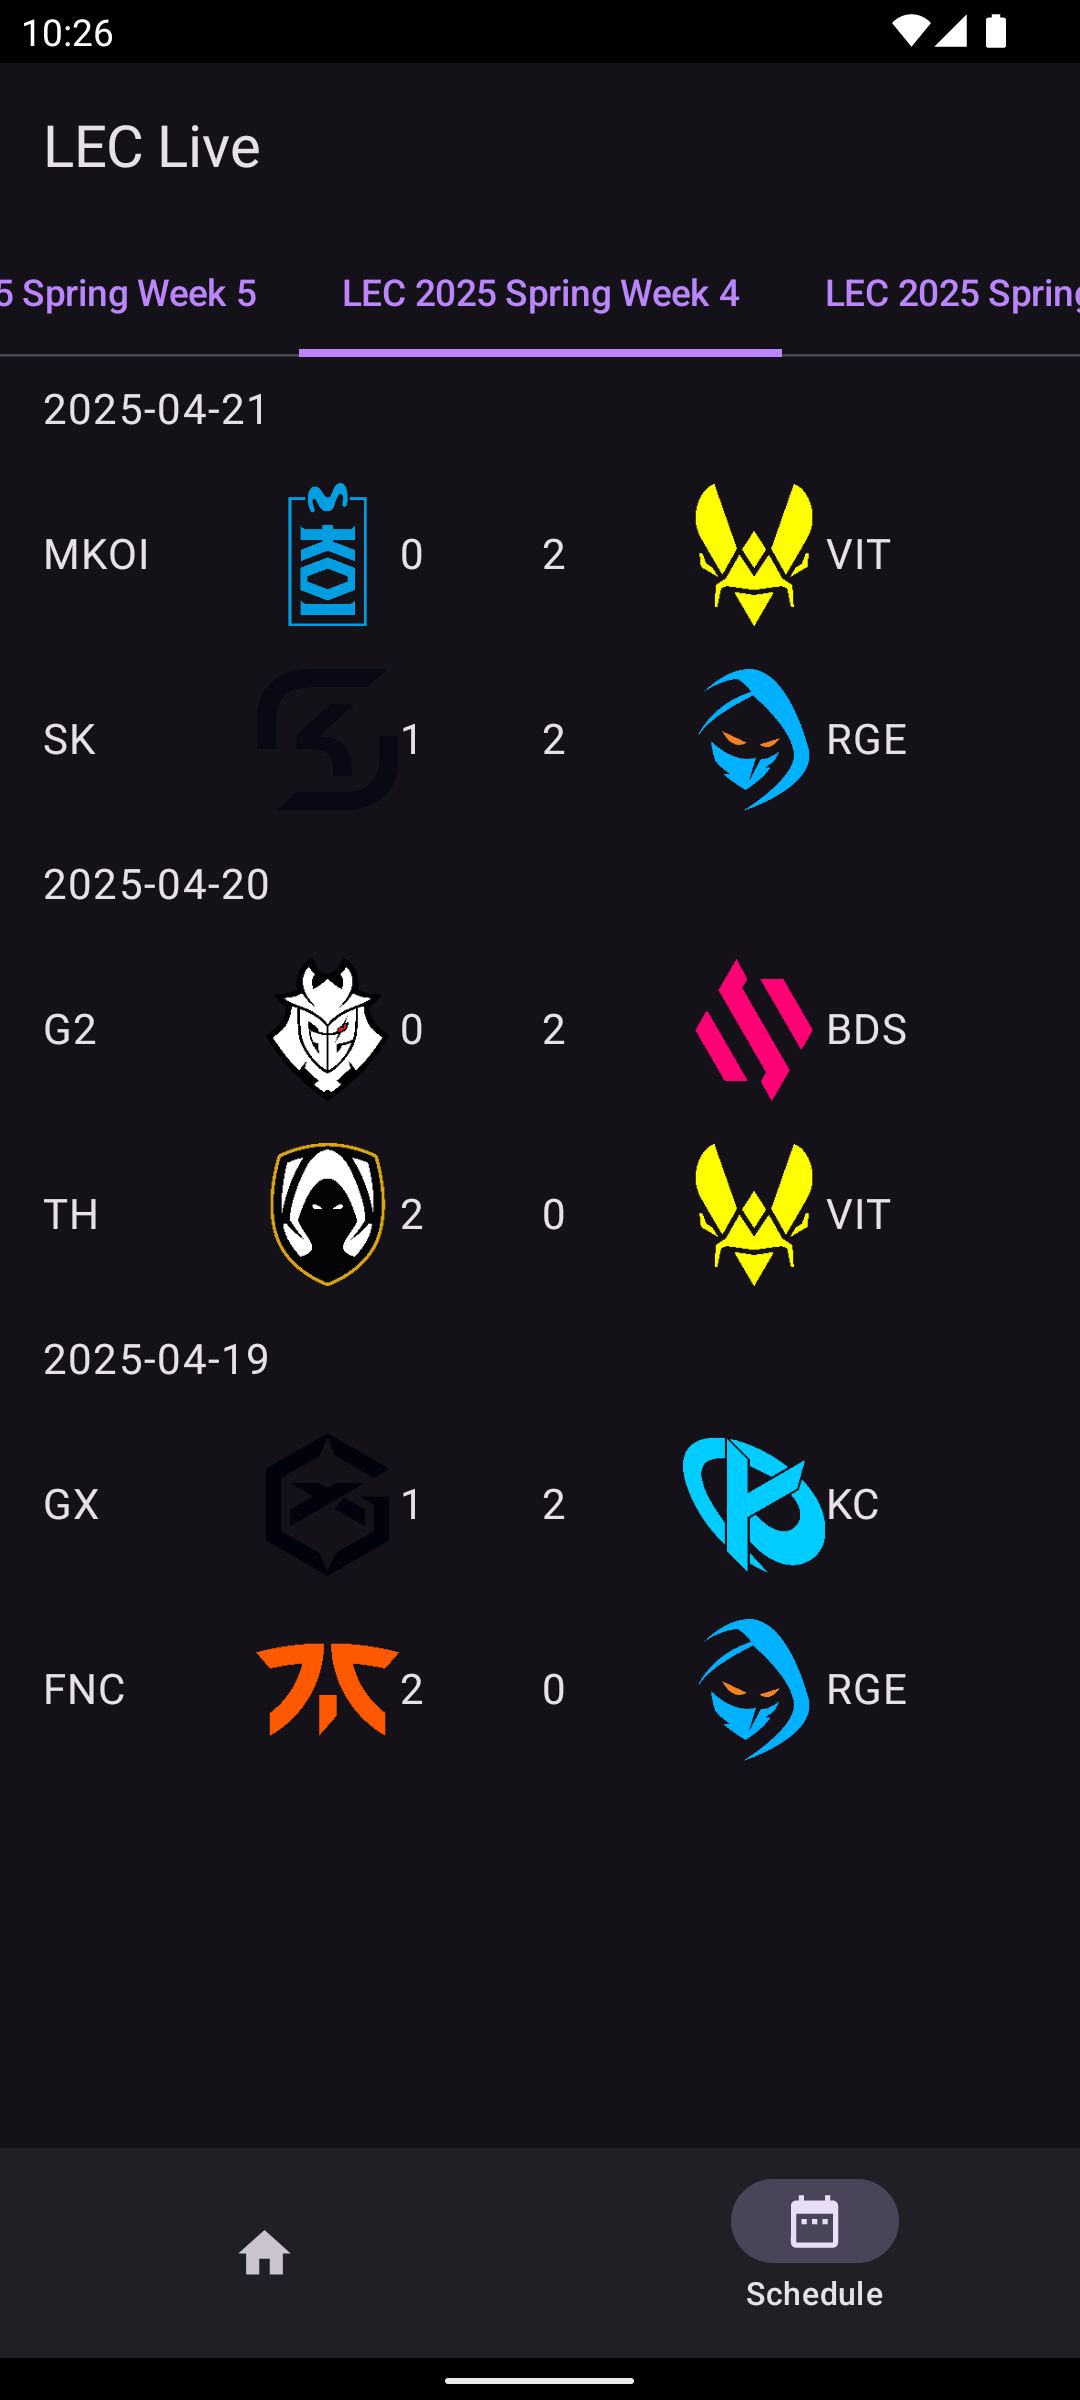 10:26
LEC Live
5 Spring Week 5 LEC 2025 Spring Week 4 LEC 2025 Spring
2025-04-21
MKOI KOI 0 2 VIT
SK 1 2 RGE
2025-04-20
G2 0 2 BDS
TH 2 0 VIT
2025-04-19
GX 1 2 KC
FNC 2 0 RGE
Schedule